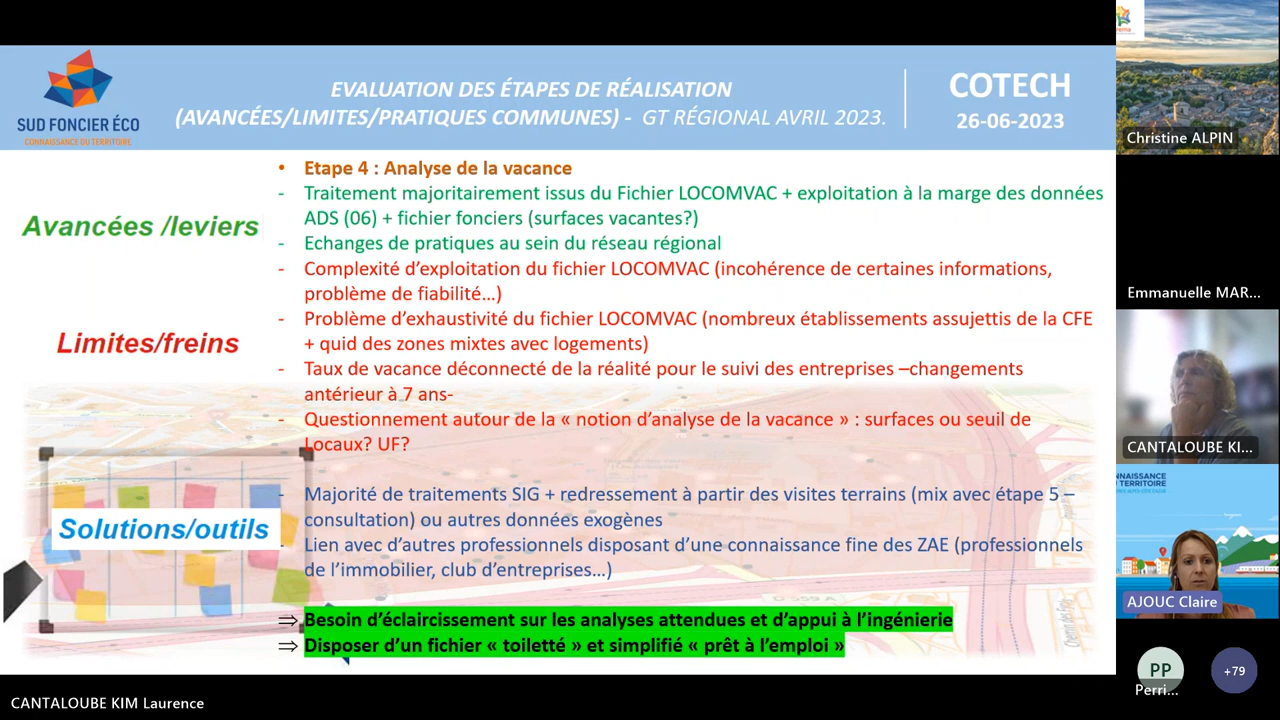 SUD FONCIER ÉCO
CONNAISSANCE DU TERRITOIRE
EVALUATION DES ÉTAPES DE RÉALISATION
(AVANCÉES/LIMITES/PRATIQUES COMMUNES) - GT RÉGIONAL AVRIL 2023.
COTECH
26-06-2023
• Etape 4 : Analyse de la vacance
Avancées /leviers
- Traitement majoritairement issus du Fichier LOCOMVAC + exploitation à la marge des données
ADS (06) + fichier fonciers (surfaces vacantes?)
- Echanges de pratiques au sein du réseau régional
Limites/freins
- Complexité d’exploitation du fichier LOCOMVAC (incohérence de certaines informations,
problème de fiabilité…)
- Problème d’exhaustivité du fichier LOCOMVAC (nombreux établissements assujettis de la CFE
+ quid des zones mixtes avec logements)
- Taux de vacance déconnecté de la réalité pour le suivi des entreprises –changements
antérieur à 7 ans-
- Questionnement autour de la « notion d’analyse de la vacance » : surfaces ou seuil de
Locaux? UF?
Solutions/outils
- Majorité de traitements SIG + redressement à partir des visites terrains (mix avec étape 5 –
consultation) ou autres données exogènes
- Lien avec d’autres professionnels disposant d’une connaissance fine des ZAE (professionnels
de l’immobilier, club d’entreprises…)
⇒ Besoin d’éclaircissement sur les analyses attendues et d’appui à l’ingénierie
⇒ Disposer d’un fichier « toiletté » et simplifié « prêt à l’emploi »
Christine ALPIN
Emmanuelle MAR...
CANTALOUBE KI...
AJOUC Claire
PP
Perri...
+79
CANTALOUBE KIM Laurence